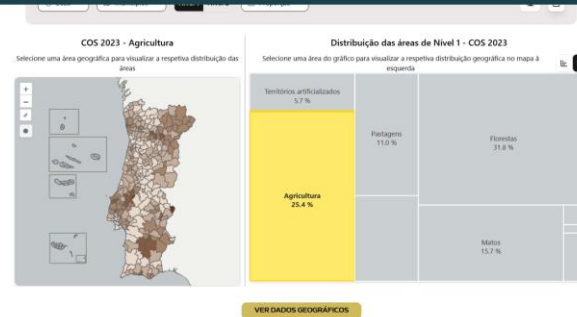 COS 2023 - Agricultura
Selecione uma área geográfica para visualizar a respetiva distribuição das
áreas
Distribuição das áreas de Nível 1 - COS 2023
Selecione uma área do gráfico para visualizar a respetiva distribuição geográfica no mapa à
esquerda
Territórios artificializados
5.7 %
Agricultura
25.4 %
Pastagens
11.0 %
Florestas
31.6 %
Matos
15.7 %
VER DADOS GEOGRÁFICOS